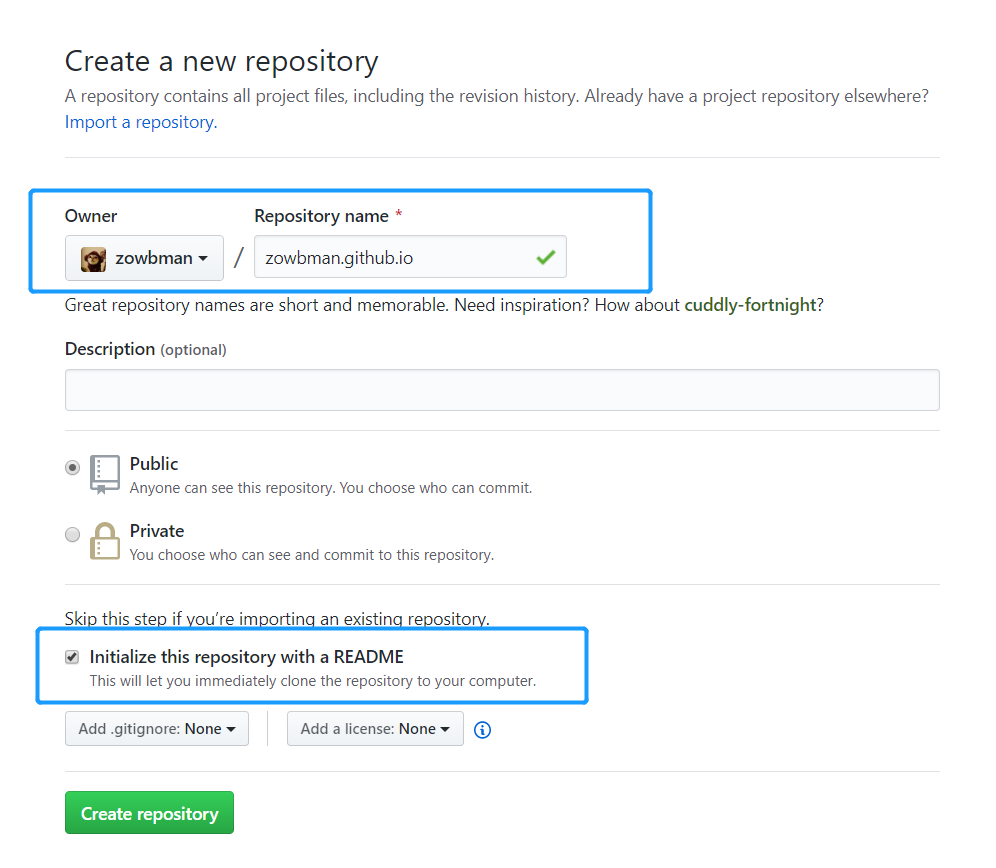 Create a new repository
A repository contains all project files, including the revision history. Already have a project repository elsewhere?
Import a repository.
Owner
Repository name *
zowbman / zowbman.github.io
Great repository names are short and memorable. Need inspiration? How about cuddly-fortnight?
Description (optional)
Public
Anyone can see this repository. You choose who can commit.
Private
You choose who can see and commit to this repository.
Skip this step if you’re importing an existing repository.
Initialize this repository with a README
This will let you immediately clone the repository to your computer.
Add .gitignore: None
Add a license: None
Create repository